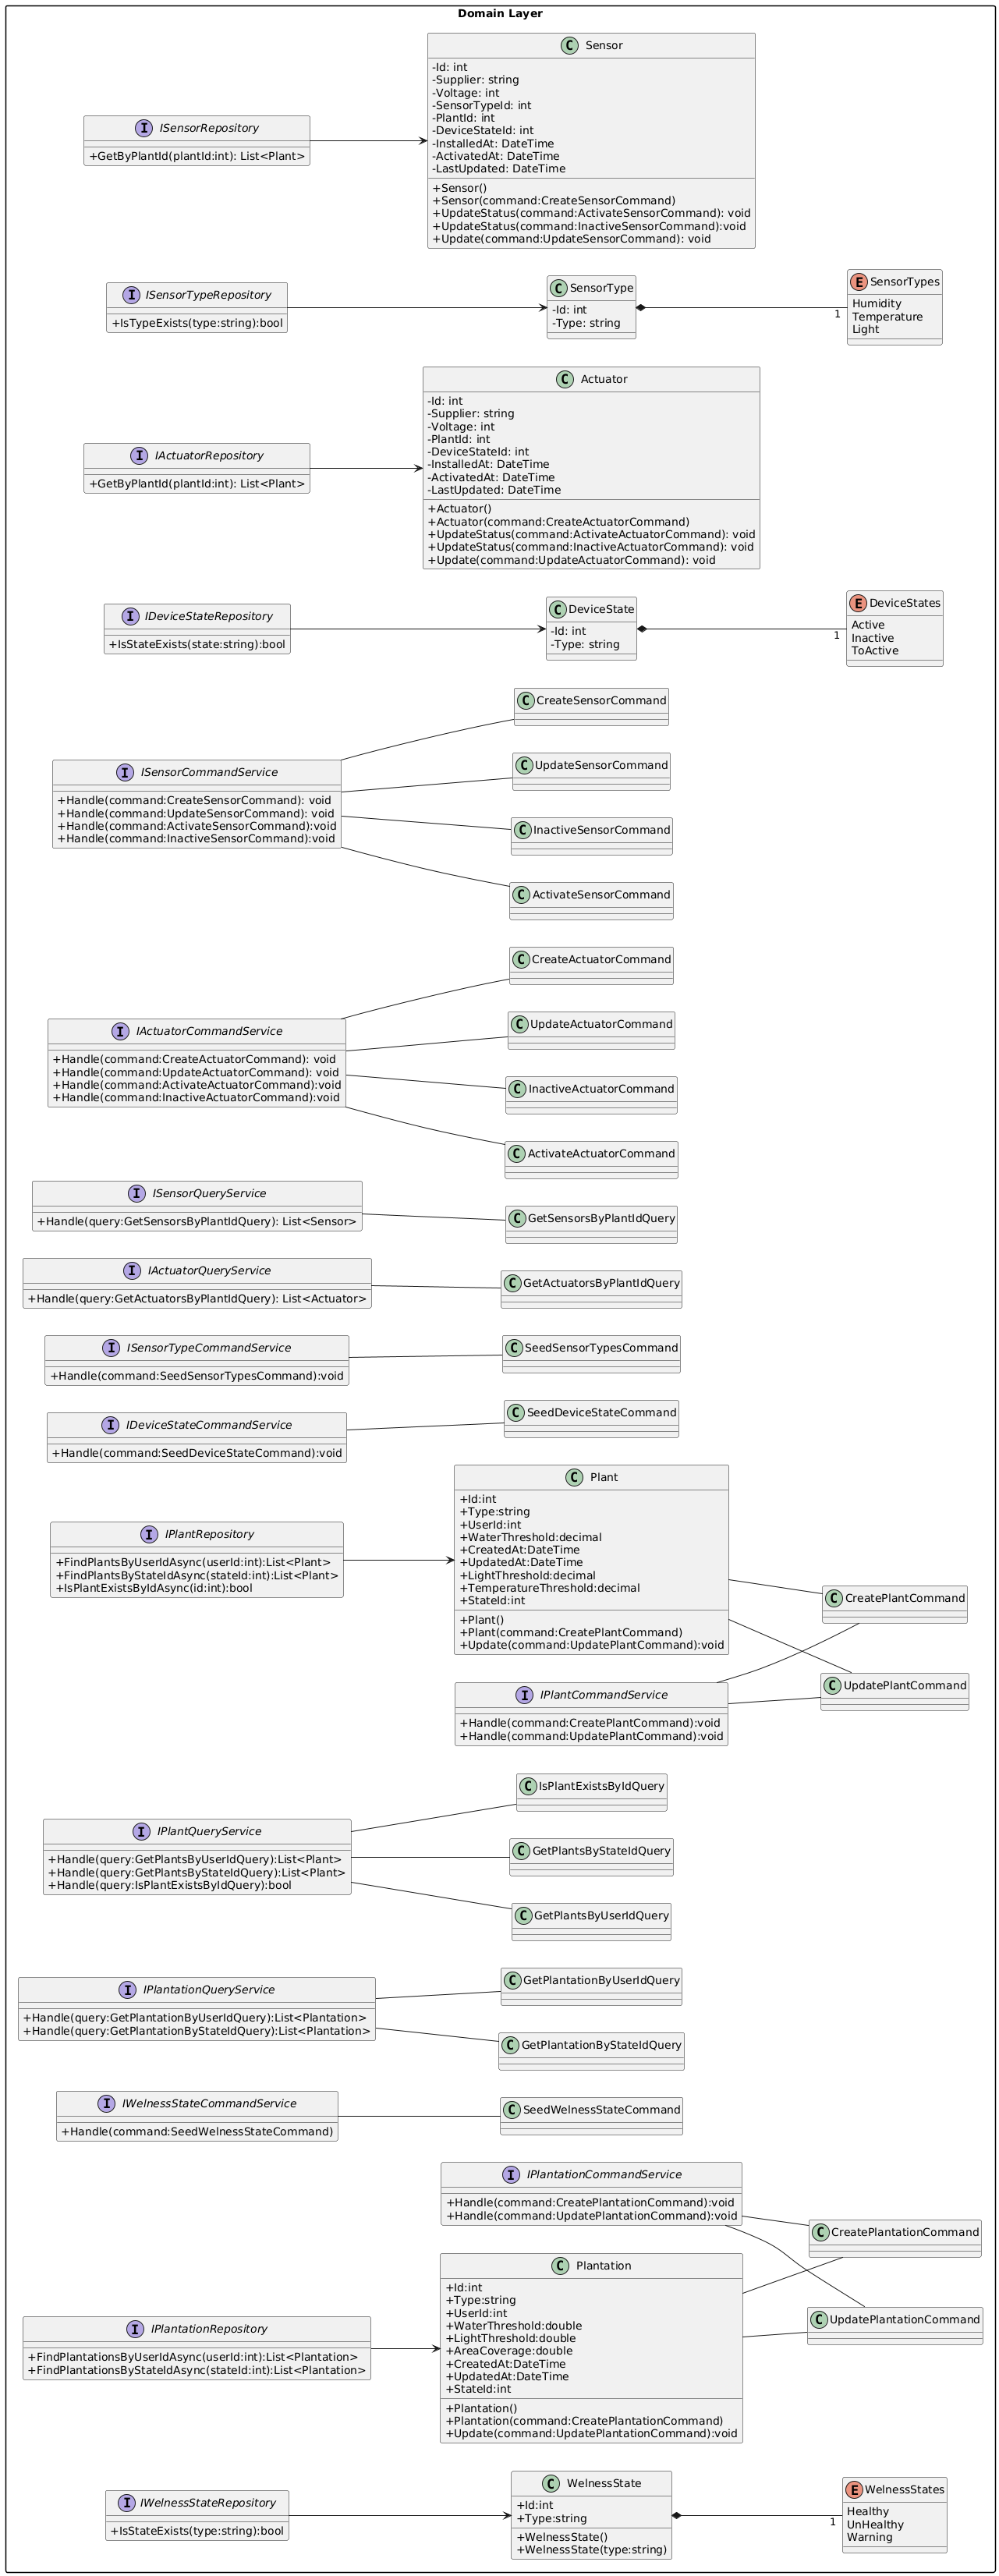 Domain Layer
C Sensor
-Id: int
-Supplier: string
-Voltage: int
-SensorTypeId: int
-PlantId: int
-DeviceStateId: int
-InstalledAt: DateTime
-ActivatedAt: DateTime
-LastUpdated: DateTime
+Sensor()
+Sensor(command:CreateSensorCommand)
+UpdateStatus(command:ActivateSensorCommand): void
+UpdateStatus(command:InactiveSensorCommand):void
+Update(command:UpdateSensorCommand): void
I ISensorRepository
+GetByPlantId(plantId:int): List<Plant>
I ISensorTypeRepository
+IsTypeExists(type:string):bool
C SensorType
-Id: int
-Type: string
1
E SensorTypes
Humidity
Temperature
Light
C Actuator
-Id: int
-Supplier: string
-Voltage: int
-PlantId: int
-DeviceStateId: int
-InstalledAt: DateTime
-ActivatedAt: DateTime
-LastUpdated: DateTime
+Actuator()
+Actuator(command:CreateActuatorCommand)
+UpdateStatus(command:ActivateActuatorCommand): void
+UpdateStatus(command:InactiveActuatorCommand): void
+Update(command:UpdateActuatorCommand): void
I IActuatorRepository
+GetByPlantId(plantId:int): List<Plant>
I IDeviceStateRepository
+IsStateExists(state:string):bool
C DeviceState
-Id: int
-Type: string
1
E DeviceStates
Active
Inactive
ToActive
I ISensorCommandService
+Handle(command:CreateSensorCommand): void
+Handle(command:UpdateSensorCommand): void
+Handle(command:ActivateSensorCommand):void
+Handle(command:InactiveSensorCommand):void
C CreateSensorCommand
C UpdateSensorCommand
C InactiveSensorCommand
C ActivateSensorCommand
I IActuatorCommandService
+Handle(command:CreateActuatorCommand): void
+Handle(command:UpdateActuatorCommand): void
+Handle(command:ActivateActuatorCommand):void
+Handle(command:InactiveActuatorCommand):void
C CreateActuatorCommand
C UpdateActuatorCommand
C InactiveActuatorCommand
C ActivateActuatorCommand
I ISensorQueryService
+Handle(query:GetSensorsByPlantIdQuery): List<Sensor>
C GetSensorsByPlantIdQuery
I IActuatorQueryService
+Handle(query:GetActuatorsByPlantIdQuery): List<Actuator>
C GetActuatorsByPlantIdQuery
I ISensorTypeCommandService
+Handle(command:SeedSensorTypesCommand):void
C SeedSensorTypesCommand
I IDeviceStateCommandService
+Handle(command:SeedDeviceStateCommand):void
C SeedDeviceStateCommand
C Plant
+Id:int
+Type:string
+UserId:int
+WaterThreshold:decimal
+CreatedAt:DateTime
+UpdatedAt:DateTime
+LightThreshold:decimal
+TemperatureThreshold:decimal
+StateId:int
+Plant()
+Plant(command:CreatePlantCommand)
+Update(command:UpdatePlantCommand):void
I IPlantRepository
+FindPlantsByUserIdAsync(userId:int):List<Plant>
+FindPlantsByStateIdAsync(stateId:int):List<Plant>
+IsPlantExistsByIdAsync(id:int):bool
C CreatePlantCommand
C UpdatePlantCommand
I IPlantCommandService
+Handle(command:CreatePlantCommand):void
+Handle(command:UpdatePlantCommand):void
I IPlantQueryService
+Handle(query:GetPlantsByUserIdQuery):List<Plant>
+Handle(query:GetPlantsByStateIdQuery):List<Plant>
+Handle(query:IsPlantExistsByIdQuery):bool
C IsPlantExistsByIdQuery
C GetPlantsByStateIdQuery
C GetPlantsByUserIdQuery
I IPlantationQueryService
+Handle(query:GetPlantationByUserIdQuery):List<Plantation>
+Handle(query:GetPlantationByStateIdQuery):List<Plantation>
C GetPlantationByUserIdQuery
C GetPlantationByStateIdQuery
I IWelnessStateCommandService
+Handle(command:SeedWelnessStateCommand)
C SeedWelnessStateCommand
I IPlantationCommandService
+Handle(command:CreatePlantationCommand):void
+Handle(command:UpdatePlantationCommand):void
C CreatePlantationCommand
C UpdatePlantationCommand
C Plantation
+Id:int
+Type:string
+UserId:int
+WaterThreshold:double
+LightThreshold:double
+AreaCoverage:double
+CreatedAt:DateTime
+UpdatedAt:DateTime
+StateId:int
+Plantation()
+Plantation(command:CreatePlantationCommand)
+Update(command:UpdatePlantationCommand):void
I IPlantationRepository
+FindPlantationsByUserIdAsync(userId:int):List<Plantation>
+FindPlantationsByStateIdAsync(stateId:int):List<Plantation>
I IWelnessStateRepository
+IsStateExists(type:string):bool
C WelnessState
+Id:int
+Type:string
+WelnessState()
+WelnessState(type:string)
1
E WelnessStates
Healthy
UnHealthy
Warning